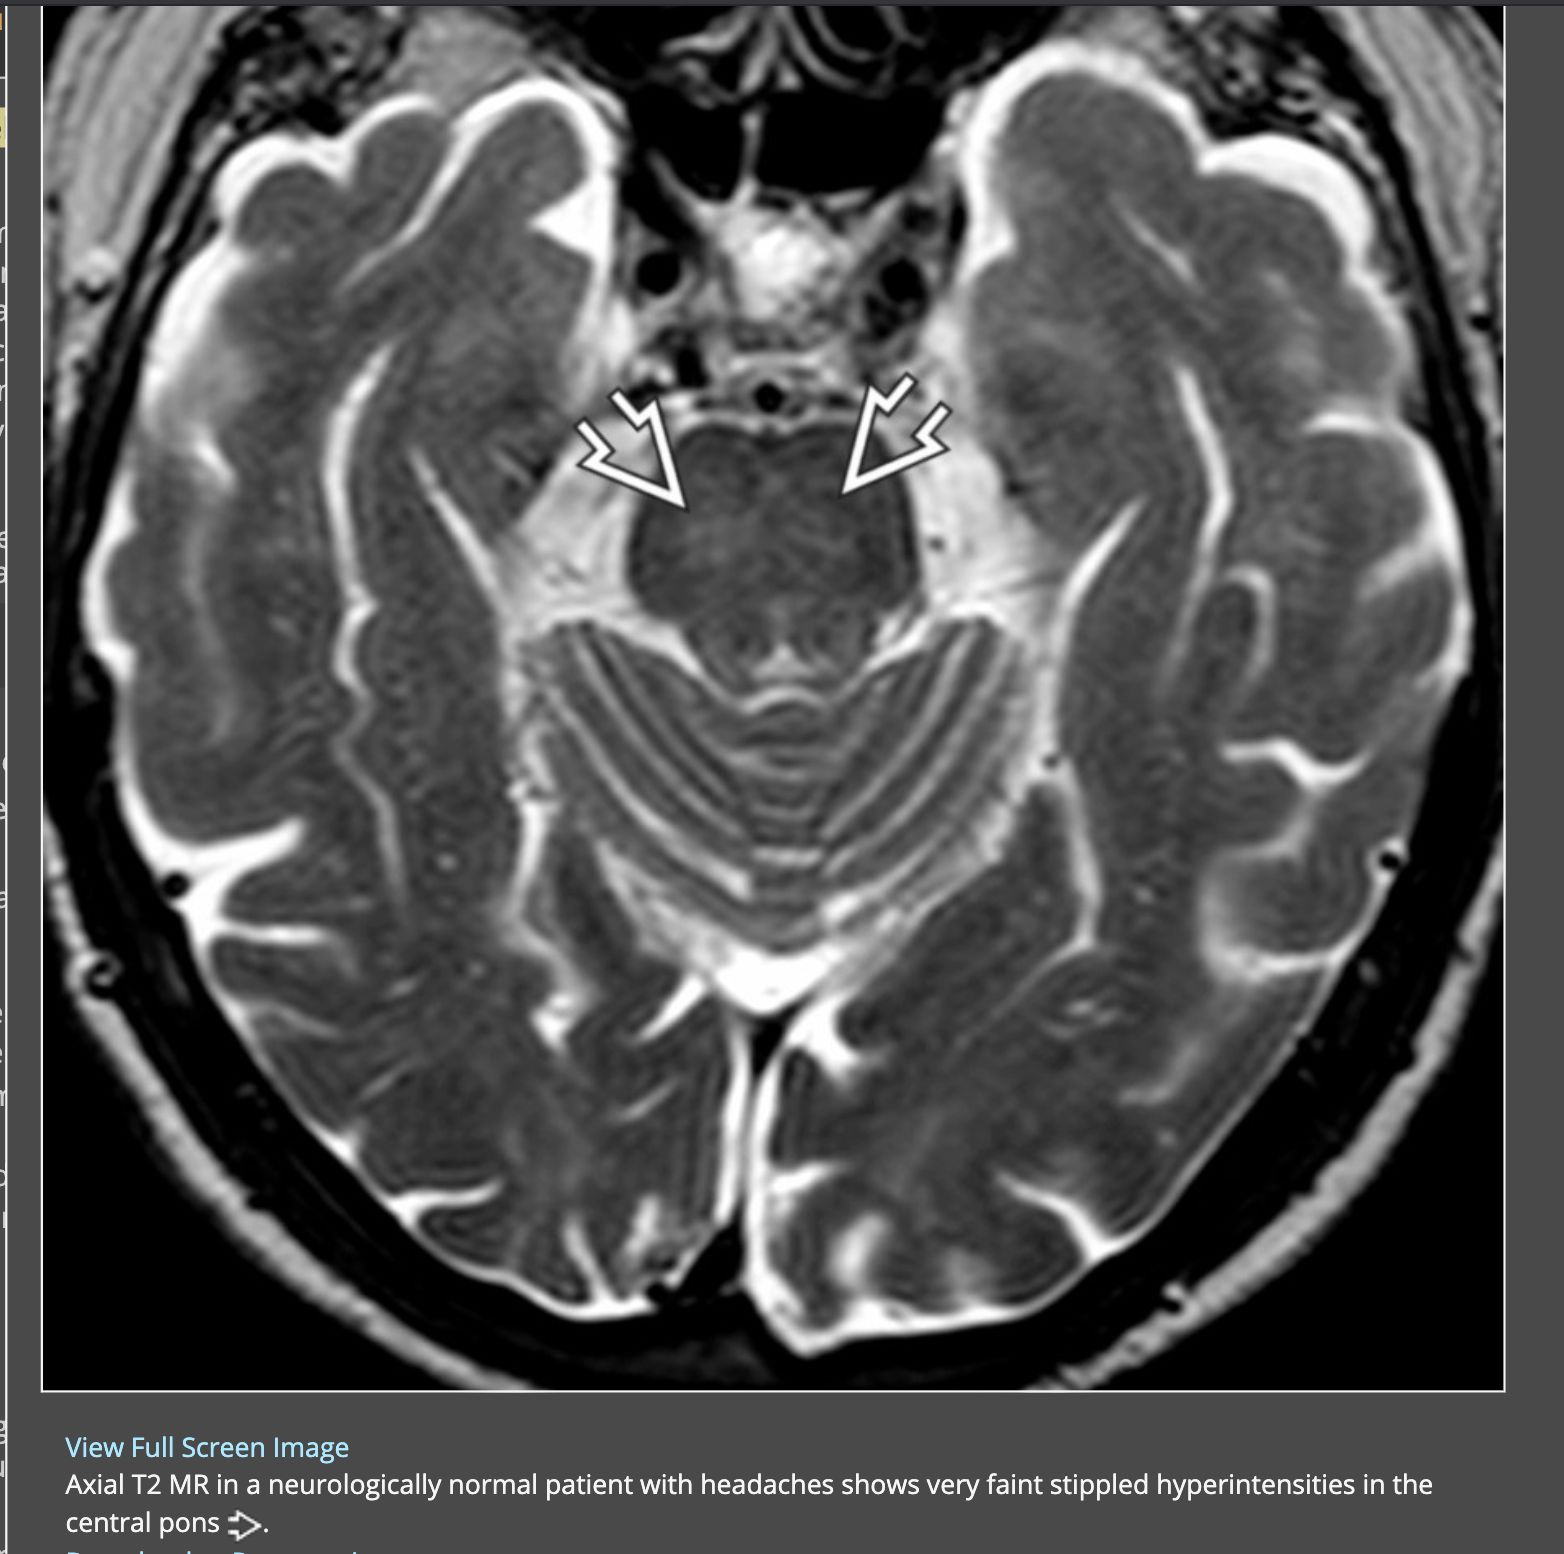 View Full Screen Image
Axial T2 MR in a neurologically normal patient with headaches shows very faint stippled hyperintensities in the
central pons .